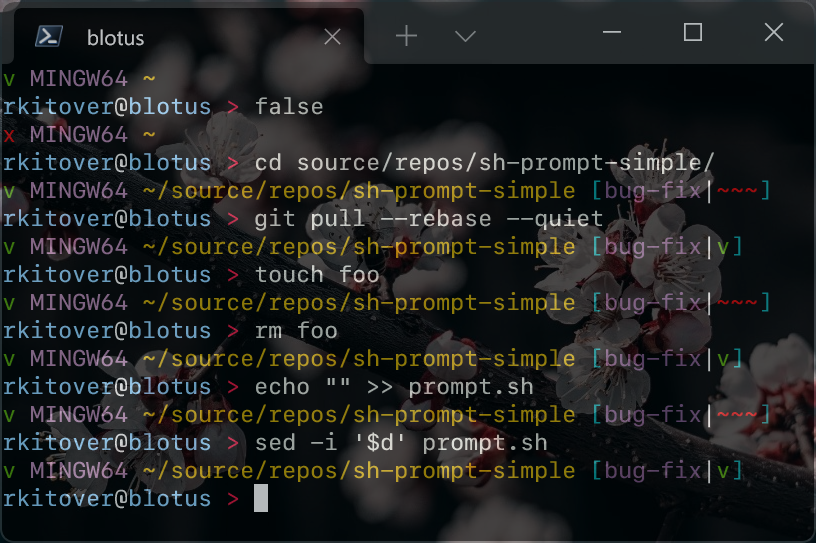 blotus
v MINGW64 ~
rkitover@blotus > false
x MINGW64 ~
rkitover@blotus > cd source/repos/sh-prompt-simple/
v MINGW64 ~/source/repos/sh-prompt-simple [bug-fix|~~~]
rkitover@blotus > git pull --rebase --quiet
v MINGW64 ~/source/repos/sh-prompt-simple [bug-fix|v]
rkitover@blotus > touch foo
v MINGW64 ~/source/repos/sh-prompt-simple [bug-fix|~~~]
rkitover@blotus > rm foo
v MINGW64 ~/source/repos/sh-prompt-simple [bug-fix|v]
rkitover@blotus > echo "" >> prompt.sh
v MINGW64 ~/source/repos/sh-prompt-simple [bug-fix|~~~]
rkitover@blotus > sed -i '$d' prompt.sh
v MINGW64 ~/source/repos/sh-prompt-simple [bug-fix|v]
rkitover@blotus >